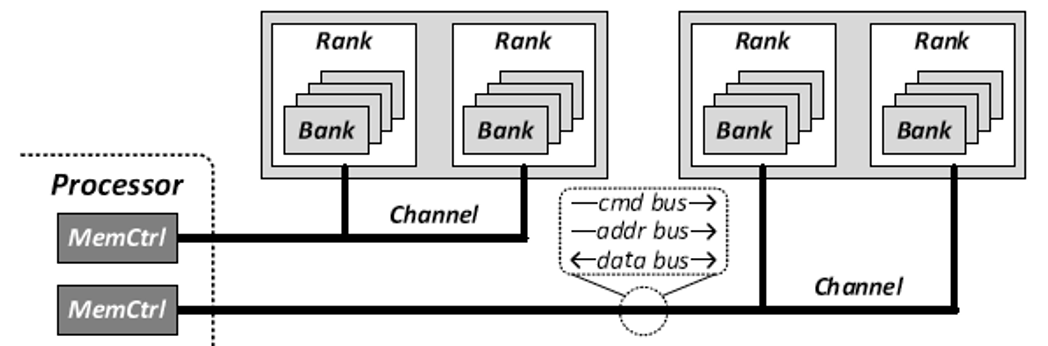 Rank Rank Rank Rank
Bank Bank Bank Bank
Processor
Channel
cmd bus
MemCtrl
addr bus
data bus
Channel
MemCtrl